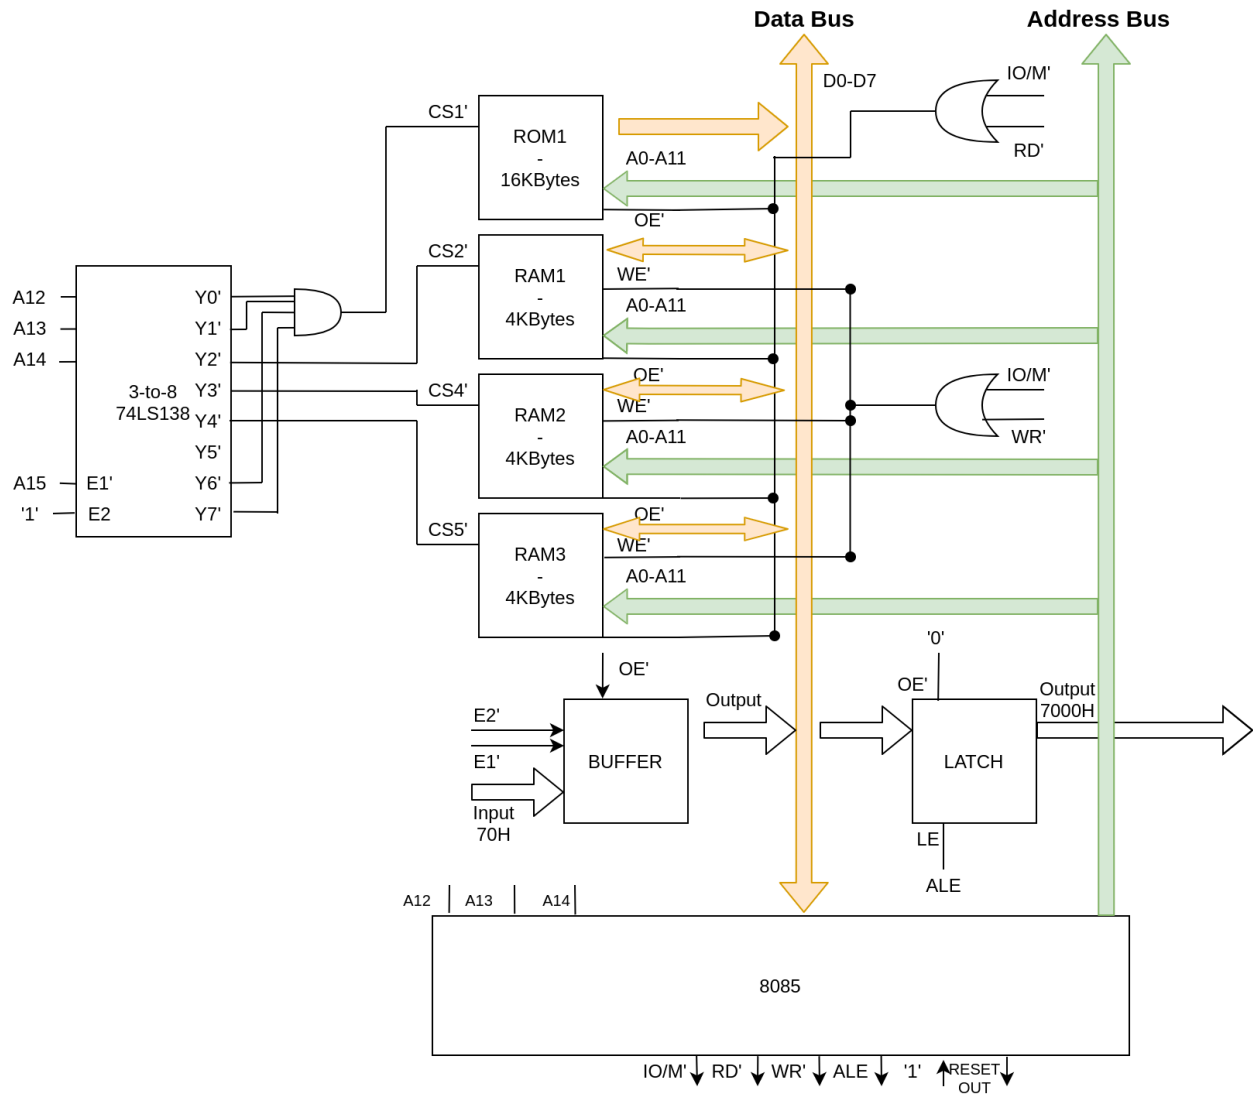 Data Bus
Address Bus
D0-D7
IO/M'
RD'
CS1'
ROM1
-
16KBytes
A0-A11
OE'
CS2'
RAM1
-
4KBytes
WE'
A0-A11
OE'
CS4'
RAM2
-
4KBytes
WE'
A0-A11
OE'
IO/M'
WR'
CS5'
RAM3
-
4KBytes
WE'
A0-A11
OE'
A12
A13
A14
A15
'1'
E1'
E2
3-to-8
74LS138
Y0'
Y1'
Y2'
Y3'
Y4'
Y5'
Y6'
Y7'
E2'
E1'
Input
70H
BUFFER
Output
'0'
OE'
LATCH
Output
7000H
LE
ALE
A12
A13
A14
8085
IO/M'
RD'
WR'
ALE
'1'
RESET
OUT